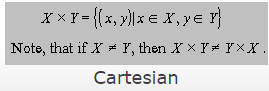 X × Y = {(x, y)|x ∈ X, y ∈ Y}
Note, that if X ≠ Y, then X × Y ≠ Y × X .
Cartesian